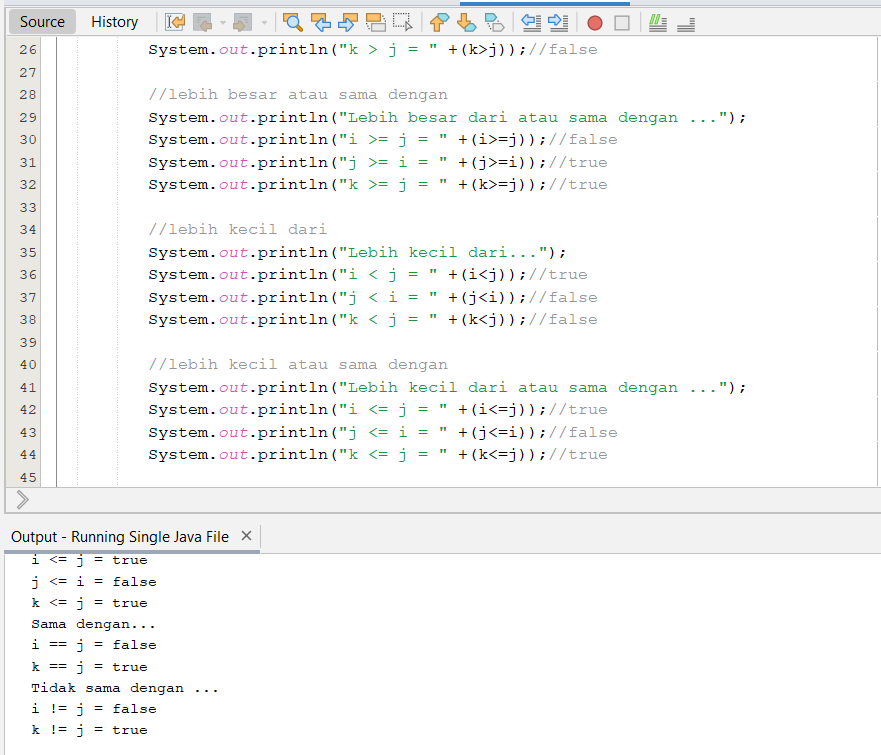 Source History
26 System.out.println("k > j = " +(k>j));//false
27
28 //lebih besar atau sama dengan
29 System.out.println("Lebih besar dari atau sama dengan ...");
30 System.out.println("i >= j = " +(i>=j));//false
31 System.out.println("j >= i = " +(j>=i));//true
32 System.out.println("k >= j = " +(k>=j));//true
33
34 //lebih kecil dari
35 System.out.println("Lebih kecil dari...");
36 System.out.println("i < j = " +(i<j));//true
37 System.out.println("j < i = " +(j<i));//false
38 System.out.println("k < j = " +(k<j));//false
39
40 //lebih kecil atau sama dengan
41 System.out.println("Lebih kecil dari atau sama dengan ...");
42 System.out.println("i <= j = " +(i<=j));//true
43 System.out.println("j <= i = " +(j<=i));//false
44 System.out.println("k <= j = " +(k<=j));//true
45
Output - Running Single Java File
i <= j = true
j <= i = false
k <= j = true
Sama dengan...
i == j = false
k == j = true
Tidak sama dengan ...
i != j = false
k != j = true